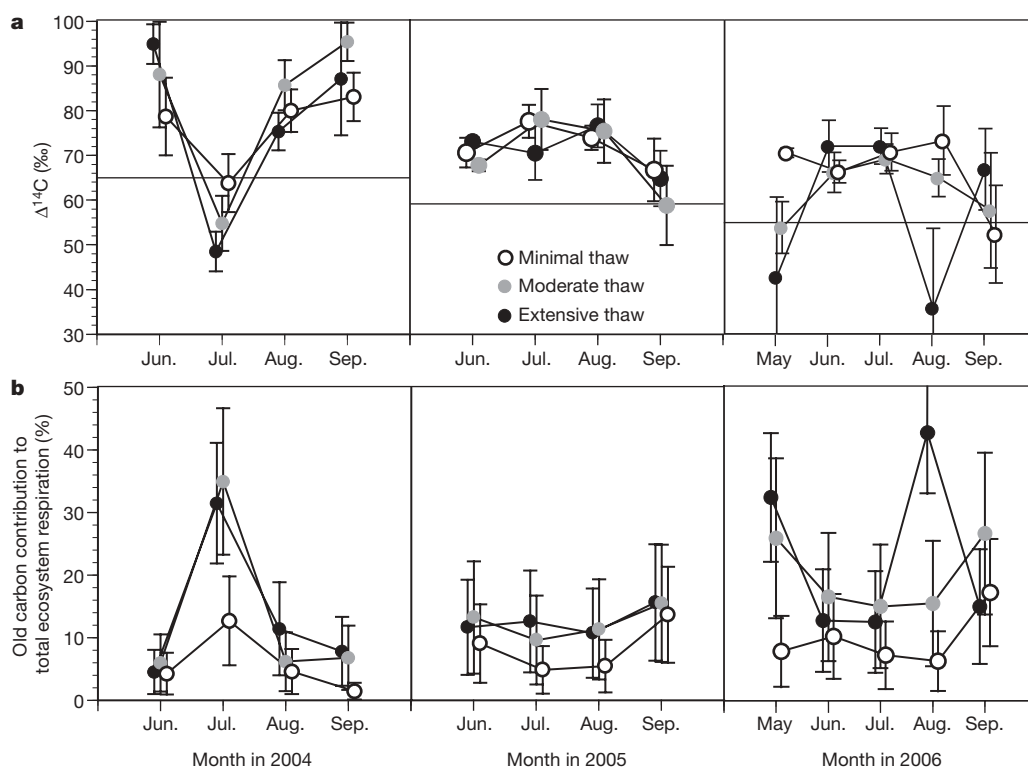 a
Δ¹⁴C (‰)
100
90
80
70
60
50
40
30
Minimal thaw
Moderate thaw
Extensive thaw
Jun. Jul. Aug. Sep. Jun. Jul. Aug. Sep. May Jun. Jul. Aug. Sep.
b
Old carbon contribution to
total ecosystem respiration (%)
50
40
30
20
10
0
Jun. Jul. Aug. Sep. Jun. Jul. Aug. Sep. May Jun. Jul. Aug. Sep.
Month in 2004 Month in 2005 Month in 2006